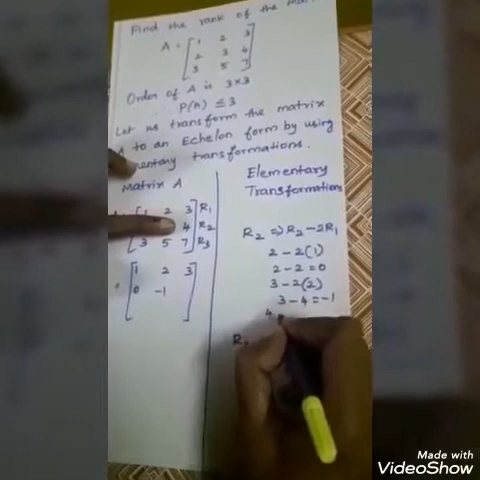 Find the rank of the
A = [1 2 3
2 3 4
3 5 7]
Order of A is 3×3
P(A) ≤3
Let us transform the matrix
A to an Echelon form by using
transformations.
Matrix A
1 2 3] R1
4 R2
3 5 7] R3
[1 2 3
0 -1 ]
Elementary
Transformations
R2 => R2-2R1
2-2(1)
2-2=0
3-2(2)
3-4=-1
4
R
Made with
VideoShow